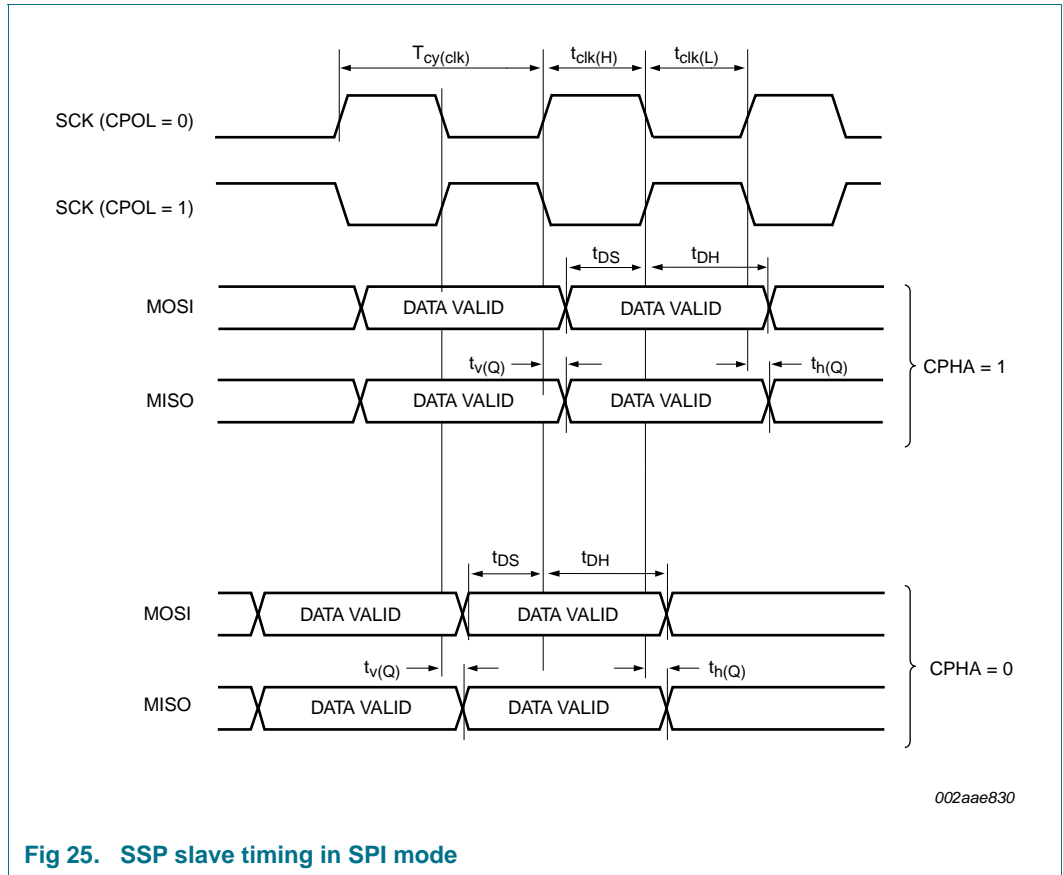 Tcy(clk) tclk(H) tclk(L)
SCK (CPOL = 0)
SCK (CPOL = 1)
tDS tDH
MOSI DATA VALID DATA VALID
tv(Q) th(Q)
CPHA = 1
MISO DATA VALID DATA VALID
tDS tDH
MOSI DATA VALID DATA VALID
tv(Q) th(Q)
CPHA = 0
MISO DATA VALID DATA VALID
002aae830
Fig 25. SSP slave timing in SPI mode